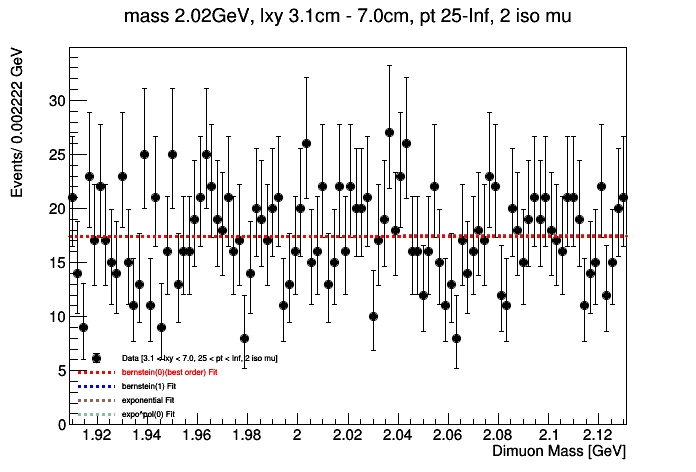 mass 2.02GeV, lxy 3.1cm - 7.0cm, pt 25-Inf, 2 iso mu
Events/ 0.002222 GeV
30
25
20
15
10
5
0
Data [3.1 < lxy < 7.0, 25 < pt < Inf, 2 iso mu]
bernstein(0)(best order) Fit
bernstein(1) Fit
exponential Fit
expo*pol(0) Fit
1.92 1.94 1.96 1.98 2 2.02 2.04 2.06 2.08 2.1 2.12
Dimuon Mass [GeV]